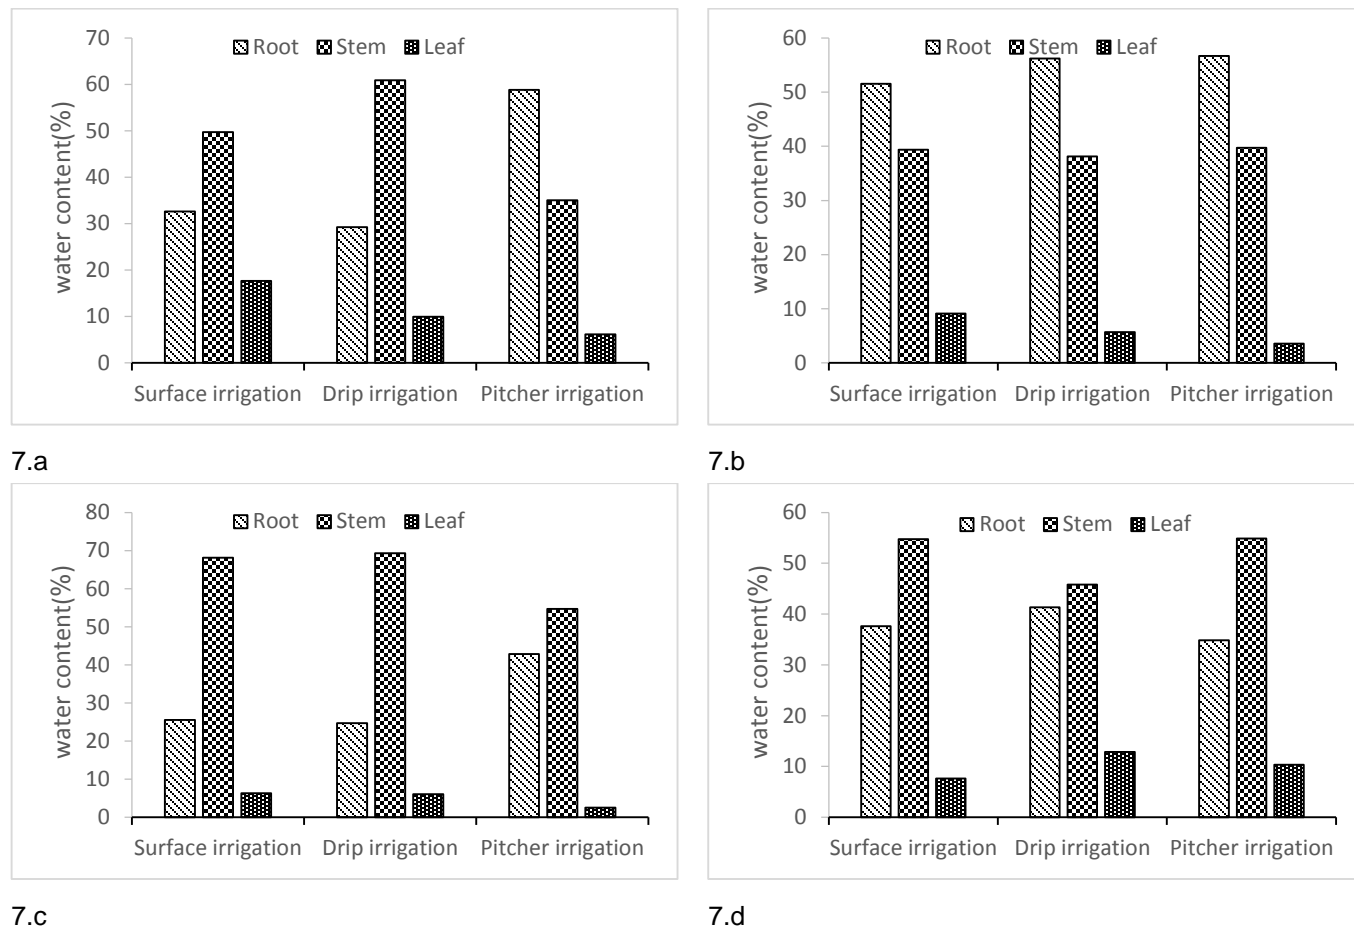 Root Stem Leaf
water content(%)
70
60
50
40
30
20
10
0
Surface irrigation Drip irrigation Pitcher irrigation
7.a
Root Stem Leaf
water content(%)
60
50
40
30
20
10
0
Surface irrigation Drip irrigation Pitcher irrigation
7.b
Root Stem Leaf
water content(%)
80
70
60
50
40
30
20
10
0
Surface irrigation Drip irrigation Pitcher irrigation
7.c
Root Stem Leaf
water content(%)
60
50
40
30
20
10
0
Surface irrigation Drip irrigation Pitcher irrigation
7.d